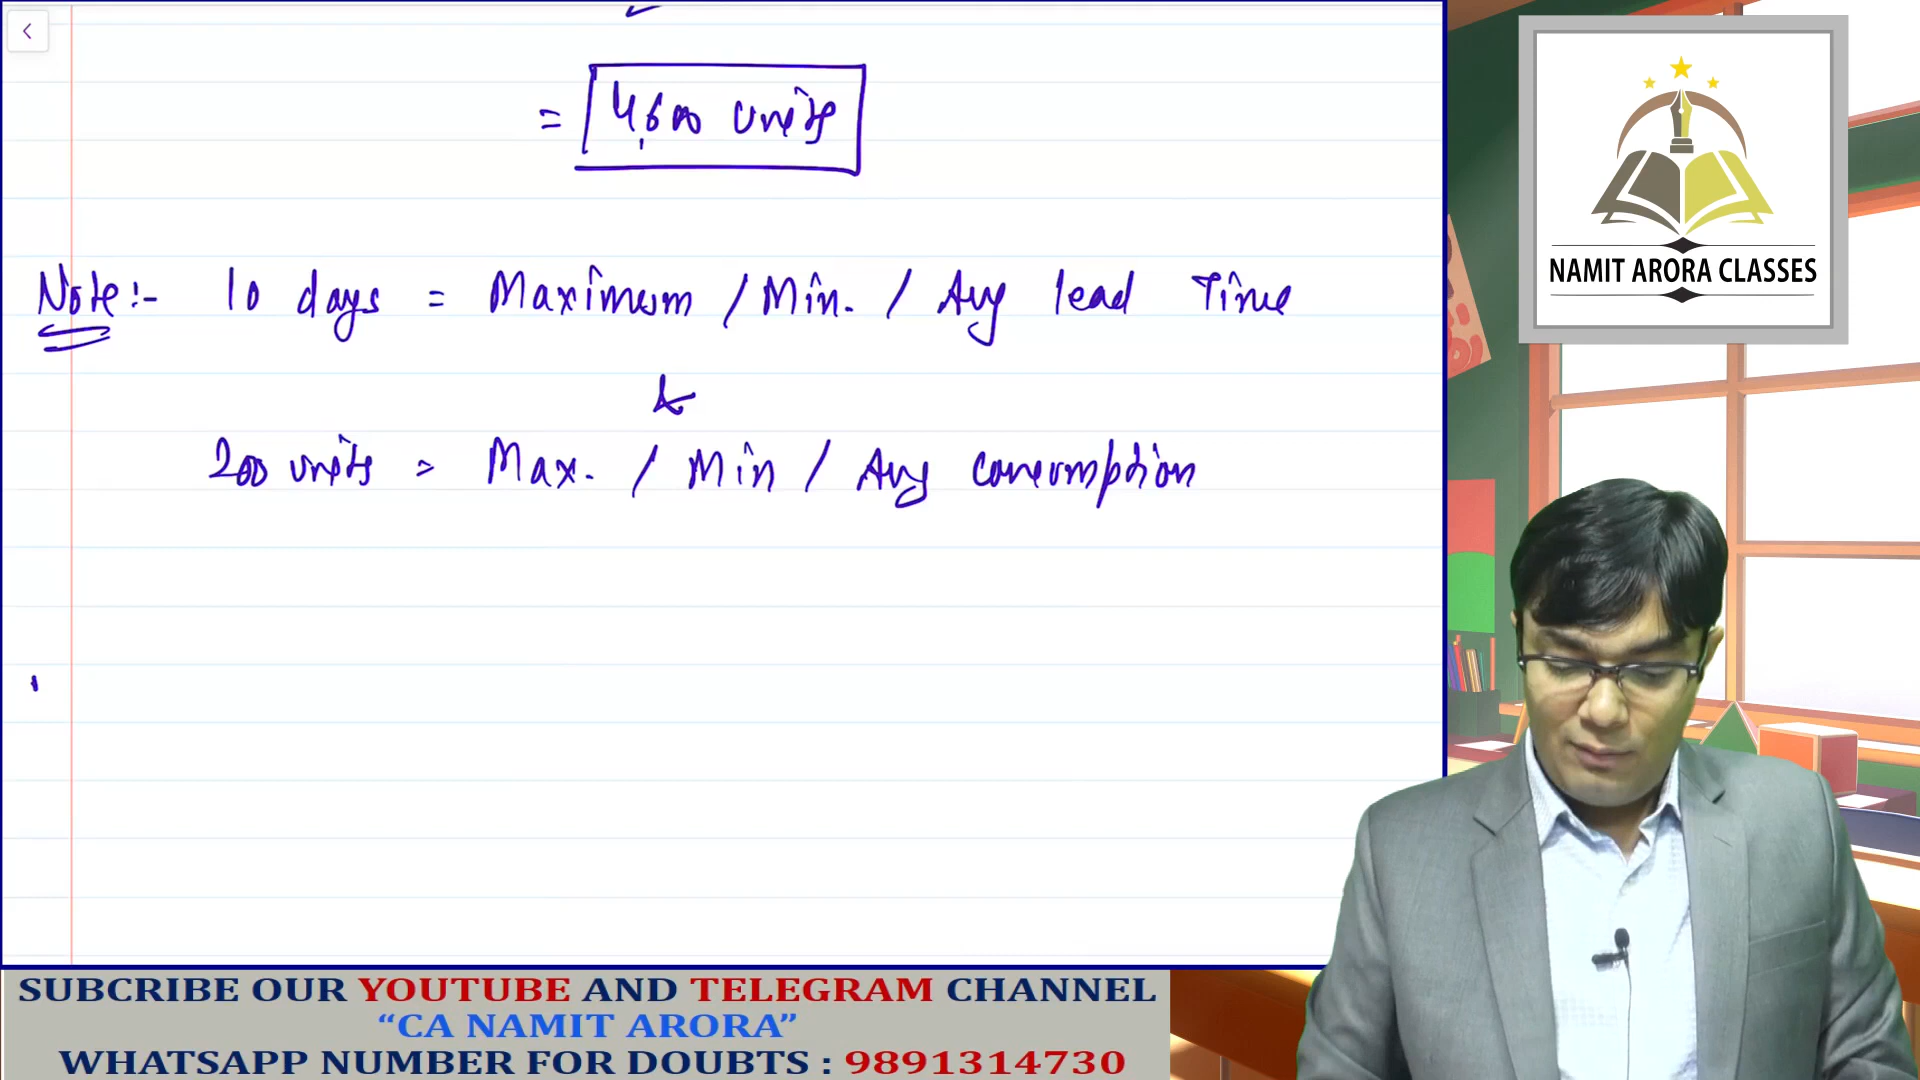 = 4,600 units
Note:- 10 days = Maximum / Min. / Avg lead Time
&
200 units = Max. / Min / Avg consumption
NAMIT ARORA CLASSES
SUBCRIBE OUR YOUTUBE AND TELEGRAM CHANNEL
“CA NAMIT ARORA”
WHATSAPP NUMBER FOR DOUBTS : 9891314730